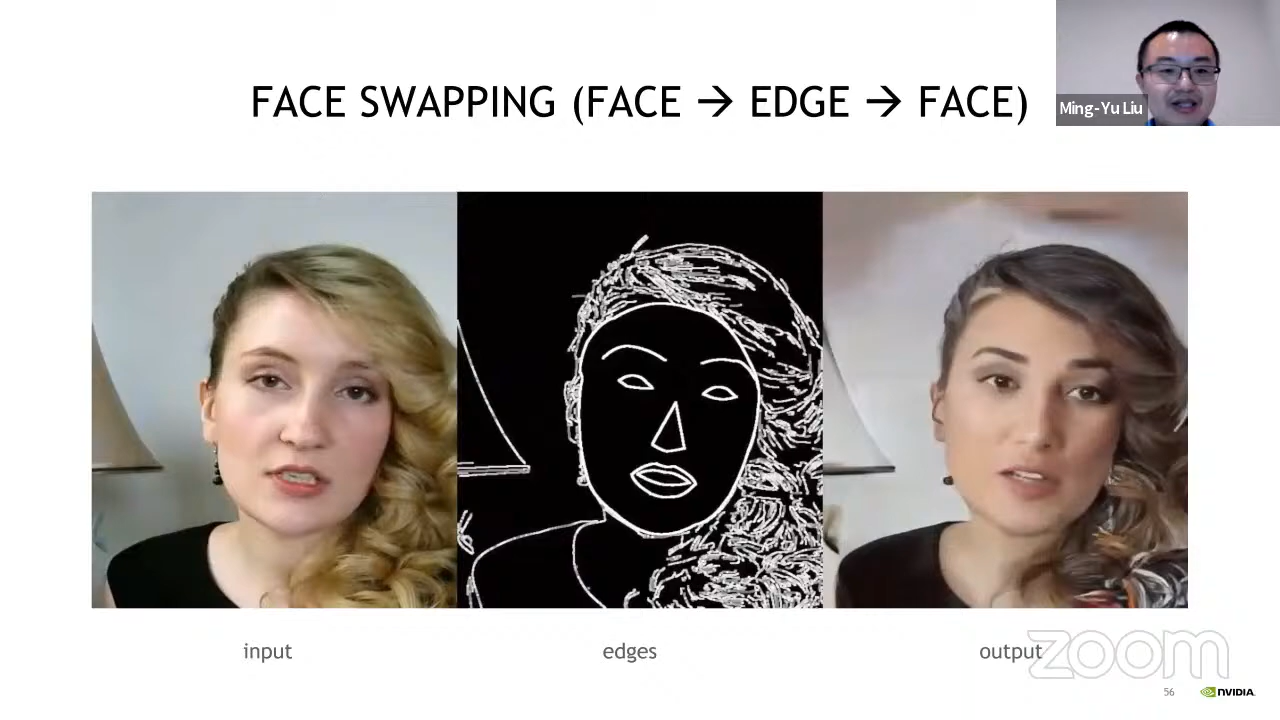 FACE SWAPPING (FACE → EDGE → FACE)
Ming-Yu Liu
input
edges
output
zoom
56
NVIDIA.